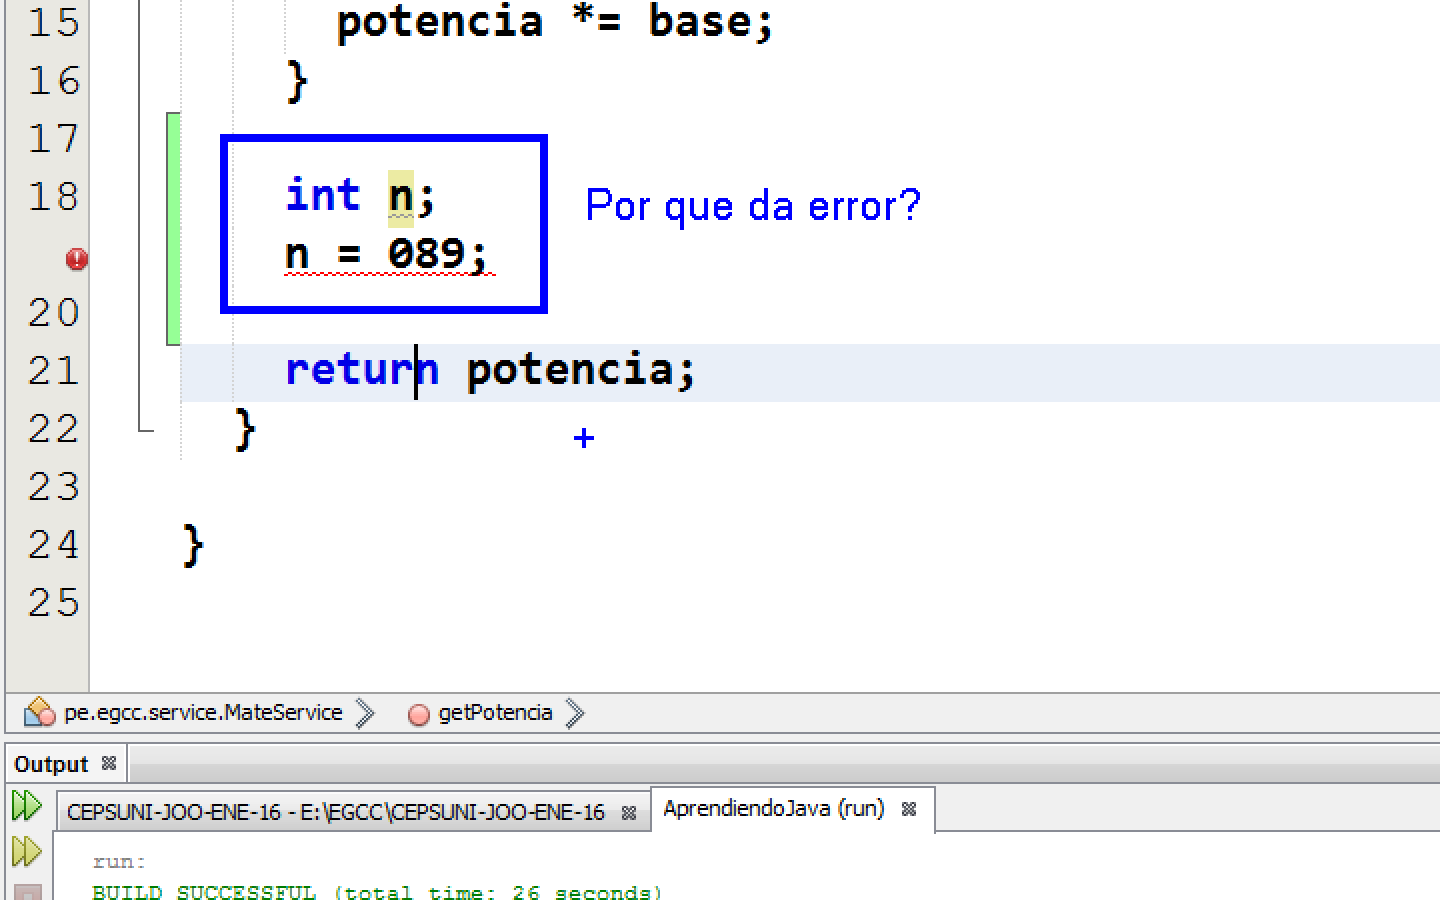 15 potencia *= base;
16 }
17
18 int n; Por que da error?
n = 089;
20
21 return potencia;
22 }
23
24 }
25
pe.egcc.service.MateService getPotencia
Output
CEPSUNI-JOO-ENE-16 - E:\EGCC\CEPSUNI-JOO-ENE-16 AprendiendoJava (run)
run:
BUILD SUCCESSFUL (total time: 26 seconds)